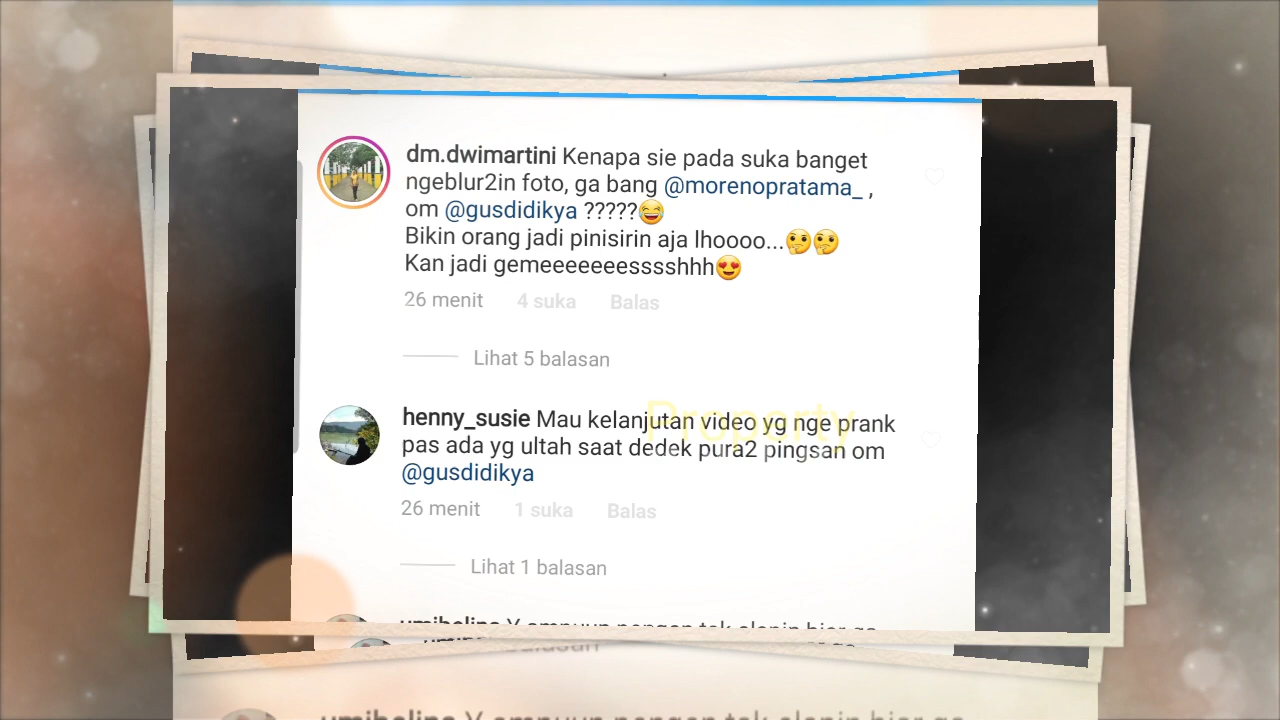 dm.dwimartini Kenapa sie pada suka banget
ngeblur2in foto, ga bang @morenopratama_ ,
om @gusdidikya ?????😂
Bikin orang jadi pinisirin aja lhoooo...🤔🤔
Kan jadi gemeeeeeeesssshhh😍
26 menit 4 suka Balas
Lihat 5 balasan
Property
henny_susie Mau kelanjutan video yg nge prank
pas ada yg ultah saat dedek pura2 pingsan om
@gusdidikya
26 menit 1 suka Balas
Lihat 1 balasan